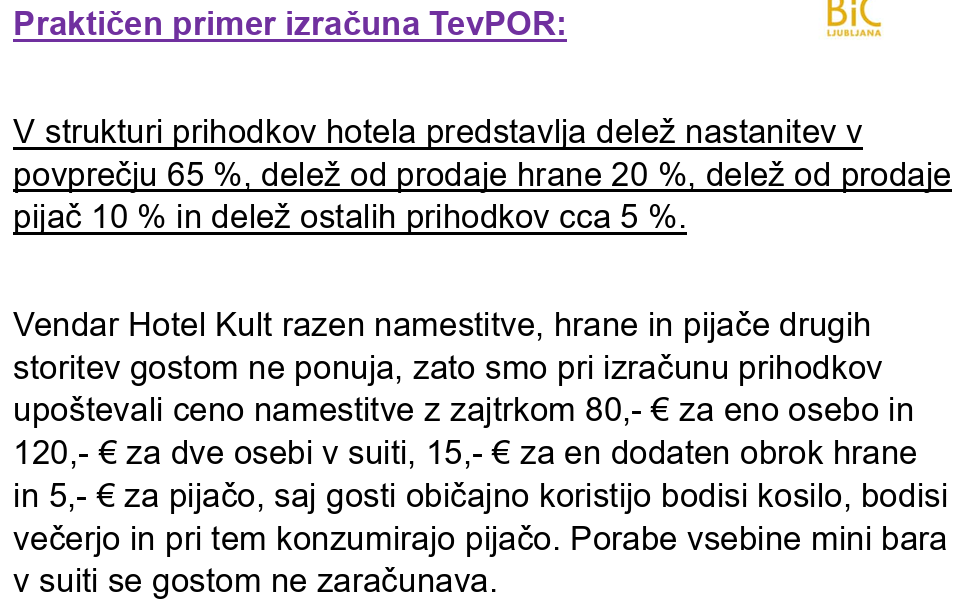 Praktičen primer izračuna TevPOR:
BiC
LJUBLJANA
V strukturi prihodkov hotela predstavlja delež nastanitev v
povprečju 65 %, delež od prodaje hrane 20 %, delež od prodaje
pijač 10 % in delež ostalih prihodkov cca 5 %.
Vendar Hotel Kult razen namestitve, hrane in pijače drugih
storitev gostom ne ponuja, zato smo pri izračunu prihodkov
upoštevali ceno namestitve z zajtrkom 80,- € za eno osebo in
120,- € za dve osebi v suiti, 15,- € za en dodaten obrok hrane
in 5,- € za pijačo, saj gosti običajno koristijo bodisi kosilo, bodisi
večerjo in pri tem konzumirajo pijačo. Porabe vsebine mini bara
v suiti se gostom ne zaračunava.